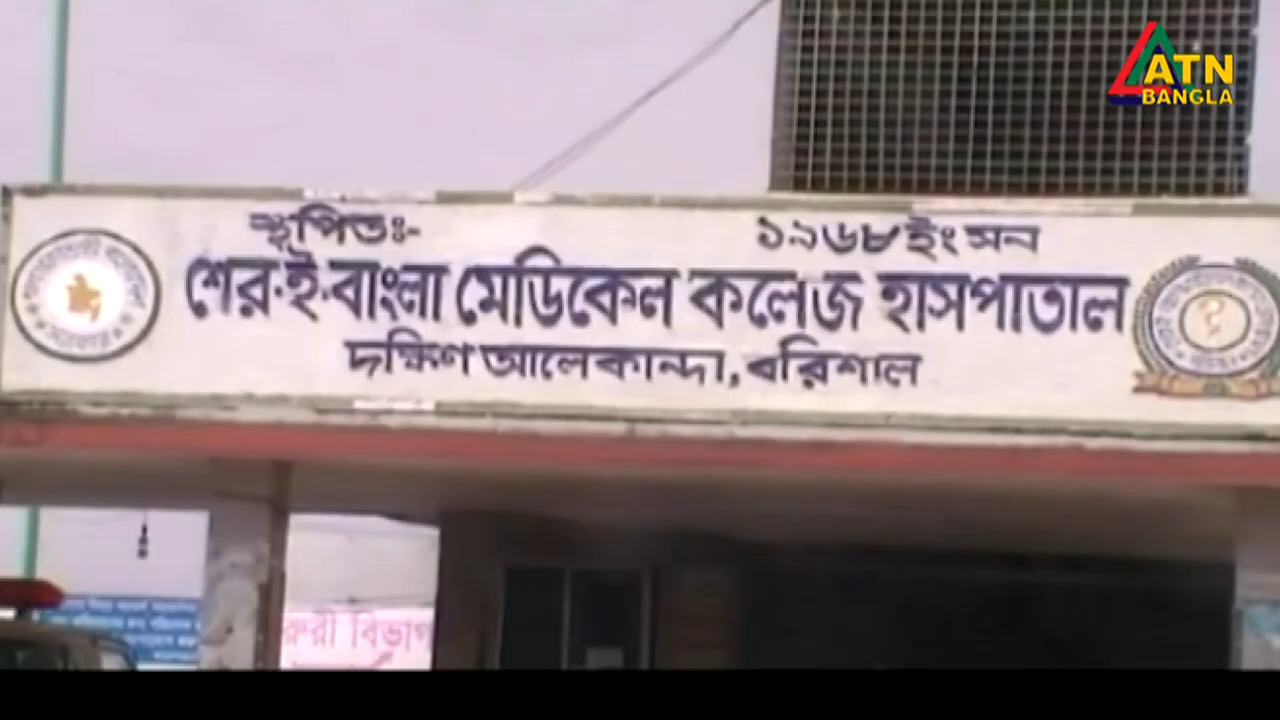 ATN
BANGLA
স্থাপিতঃ- ১৯৬৮ইং সন
শের-ই-বাংলা মেডিকেল কলেজ হাসপাতাল
দক্ষিণ আলেকান্দা, বরিশাল
রুরী বিভাগ